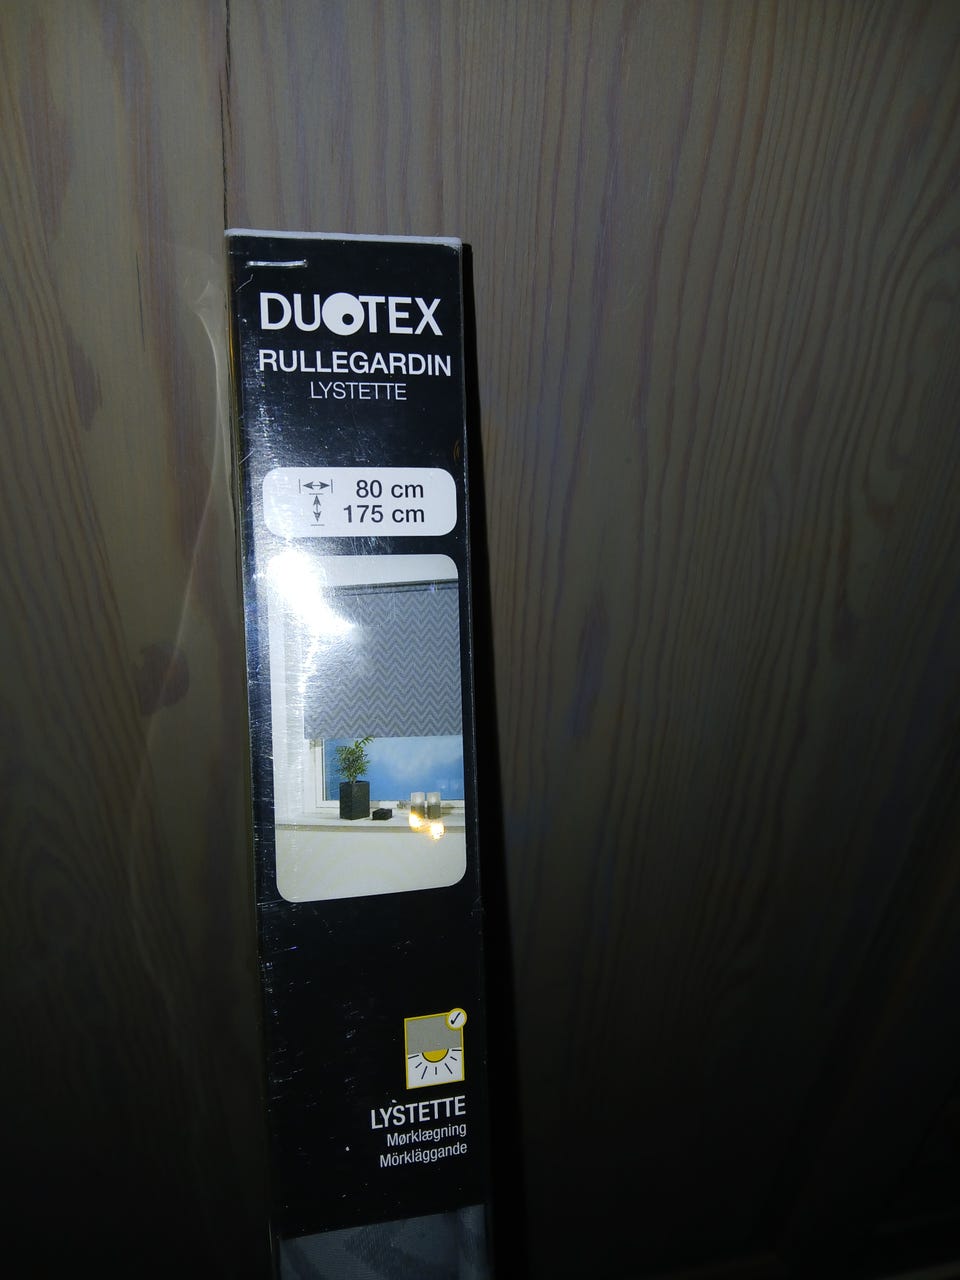 DUOTEX
RULLEGARDIN
LYSTETTE
80 cm
175 cm
LYSTETTE
Mørklægning
Mörkläggande